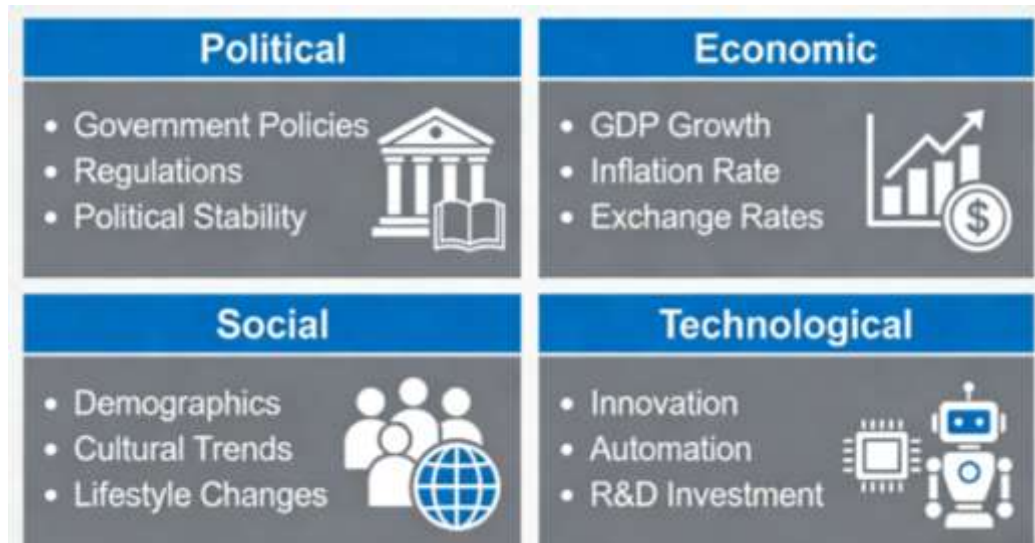 Political
• Government Policies
• Regulations
• Political Stability
Economic
• GDP Growth
• Inflation Rate
• Exchange Rates
$
Social
• Demographics
• Cultural Trends
• Lifestyle Changes
Technological
• Innovation
• Automation
• R&D Investment